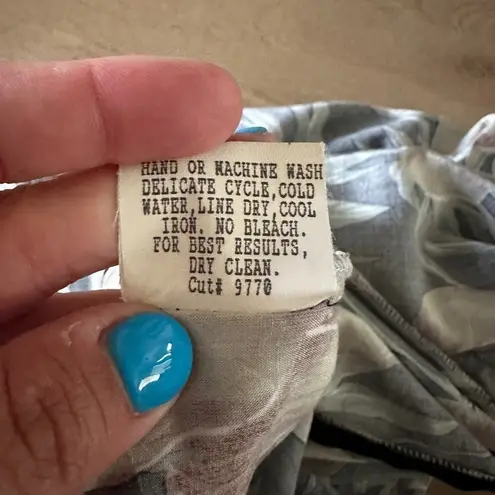 HAND OR MACHINE WASH
DELICATE CYCLE,COLD
WATER,LINE DRY,COOL
IRON. NO BLEACH.
FOR BEST RESULTS,
DRY CLEAN.
Cut# 9770